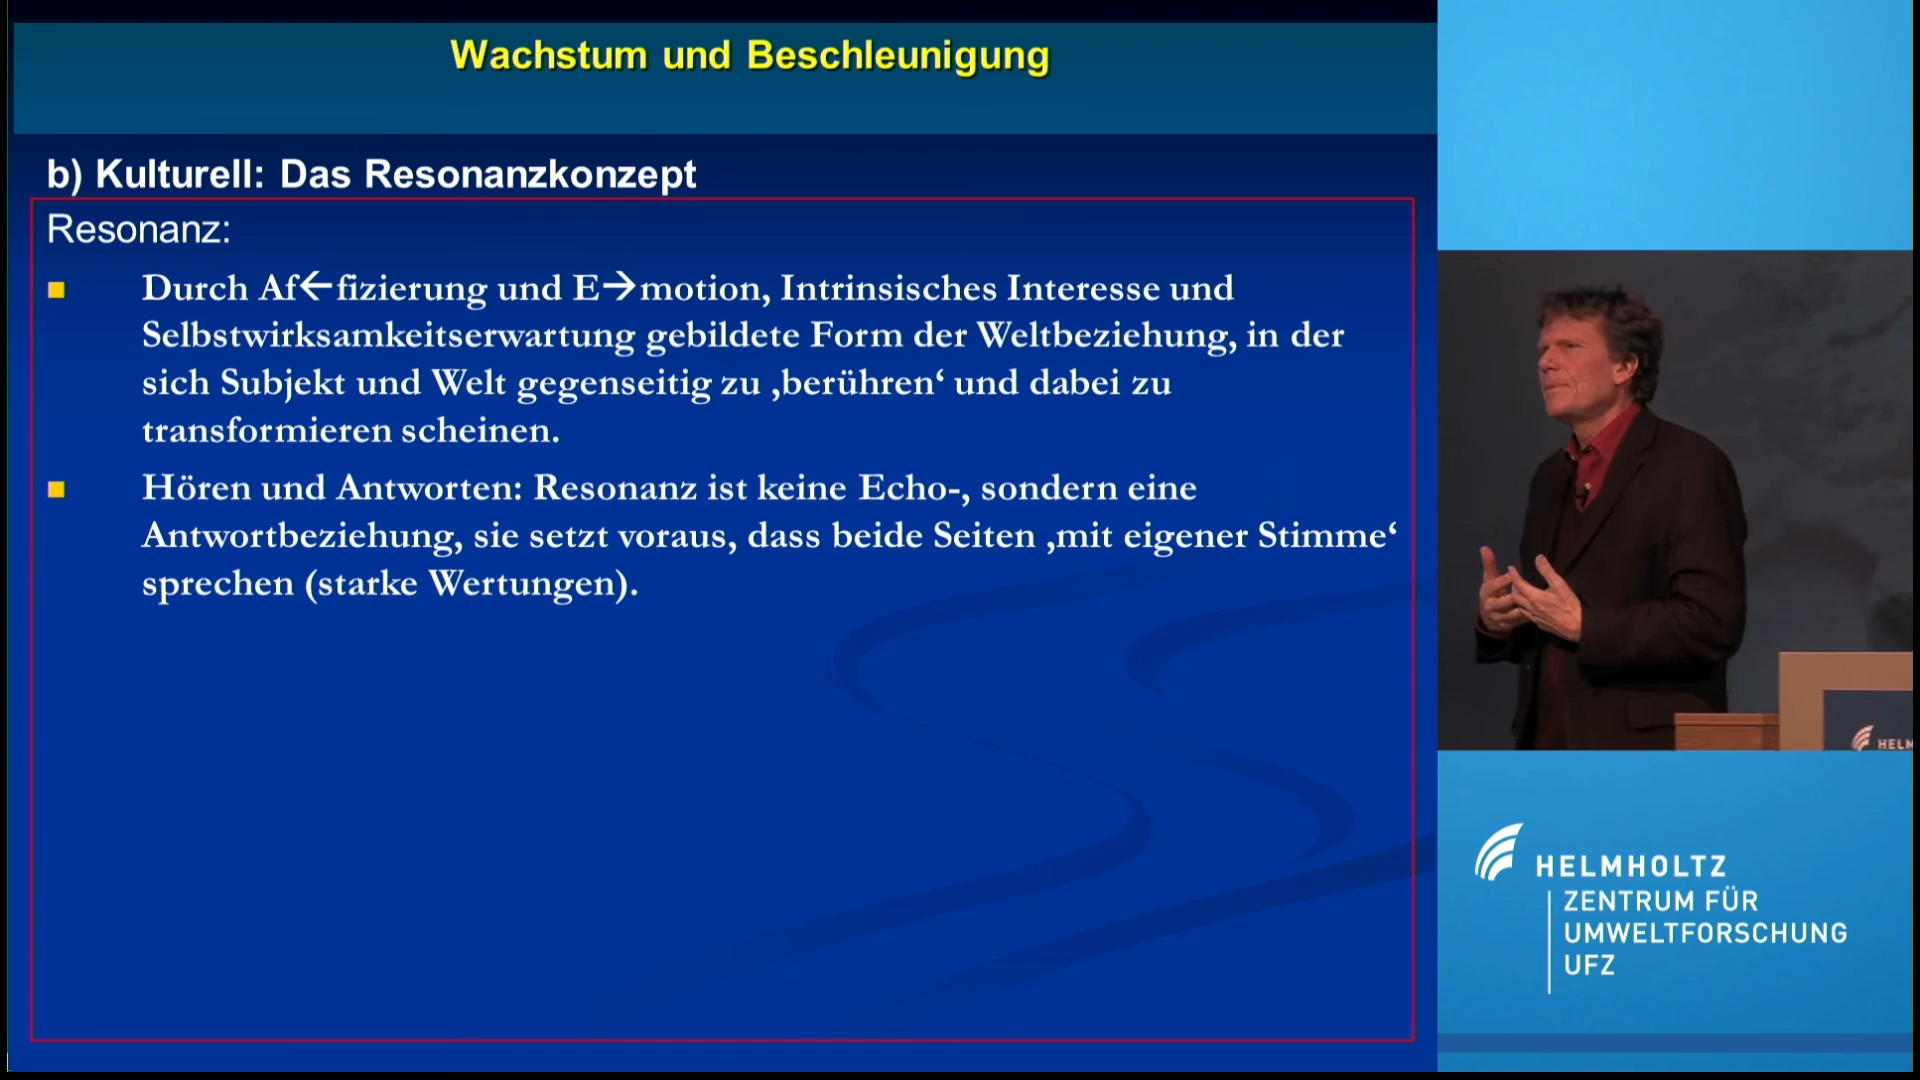 Wachstum und Beschleunigung
b) Kulturell: Das Resonanzkonzept
Resonanz:
Durch Af←fizierung und E→motion, Intrinsisches Interesse und
Selbstwirksamkeitserwartung gebildete Form der Weltbeziehung, in der
sich Subjekt und Welt gegenseitig zu ‚berühren‘ und dabei zu
transformieren scheinen.
Hören und Antworten: Resonanz ist keine Echo-, sondern eine
Antwortbeziehung, sie setzt voraus, dass beide Seiten ‚mit eigener Stimme‘
sprechen (starke Wertungen).
HELM
HELMHOLTZ
ZENTRUM FÜR
UMWELTFORSCHUNG
UFZ